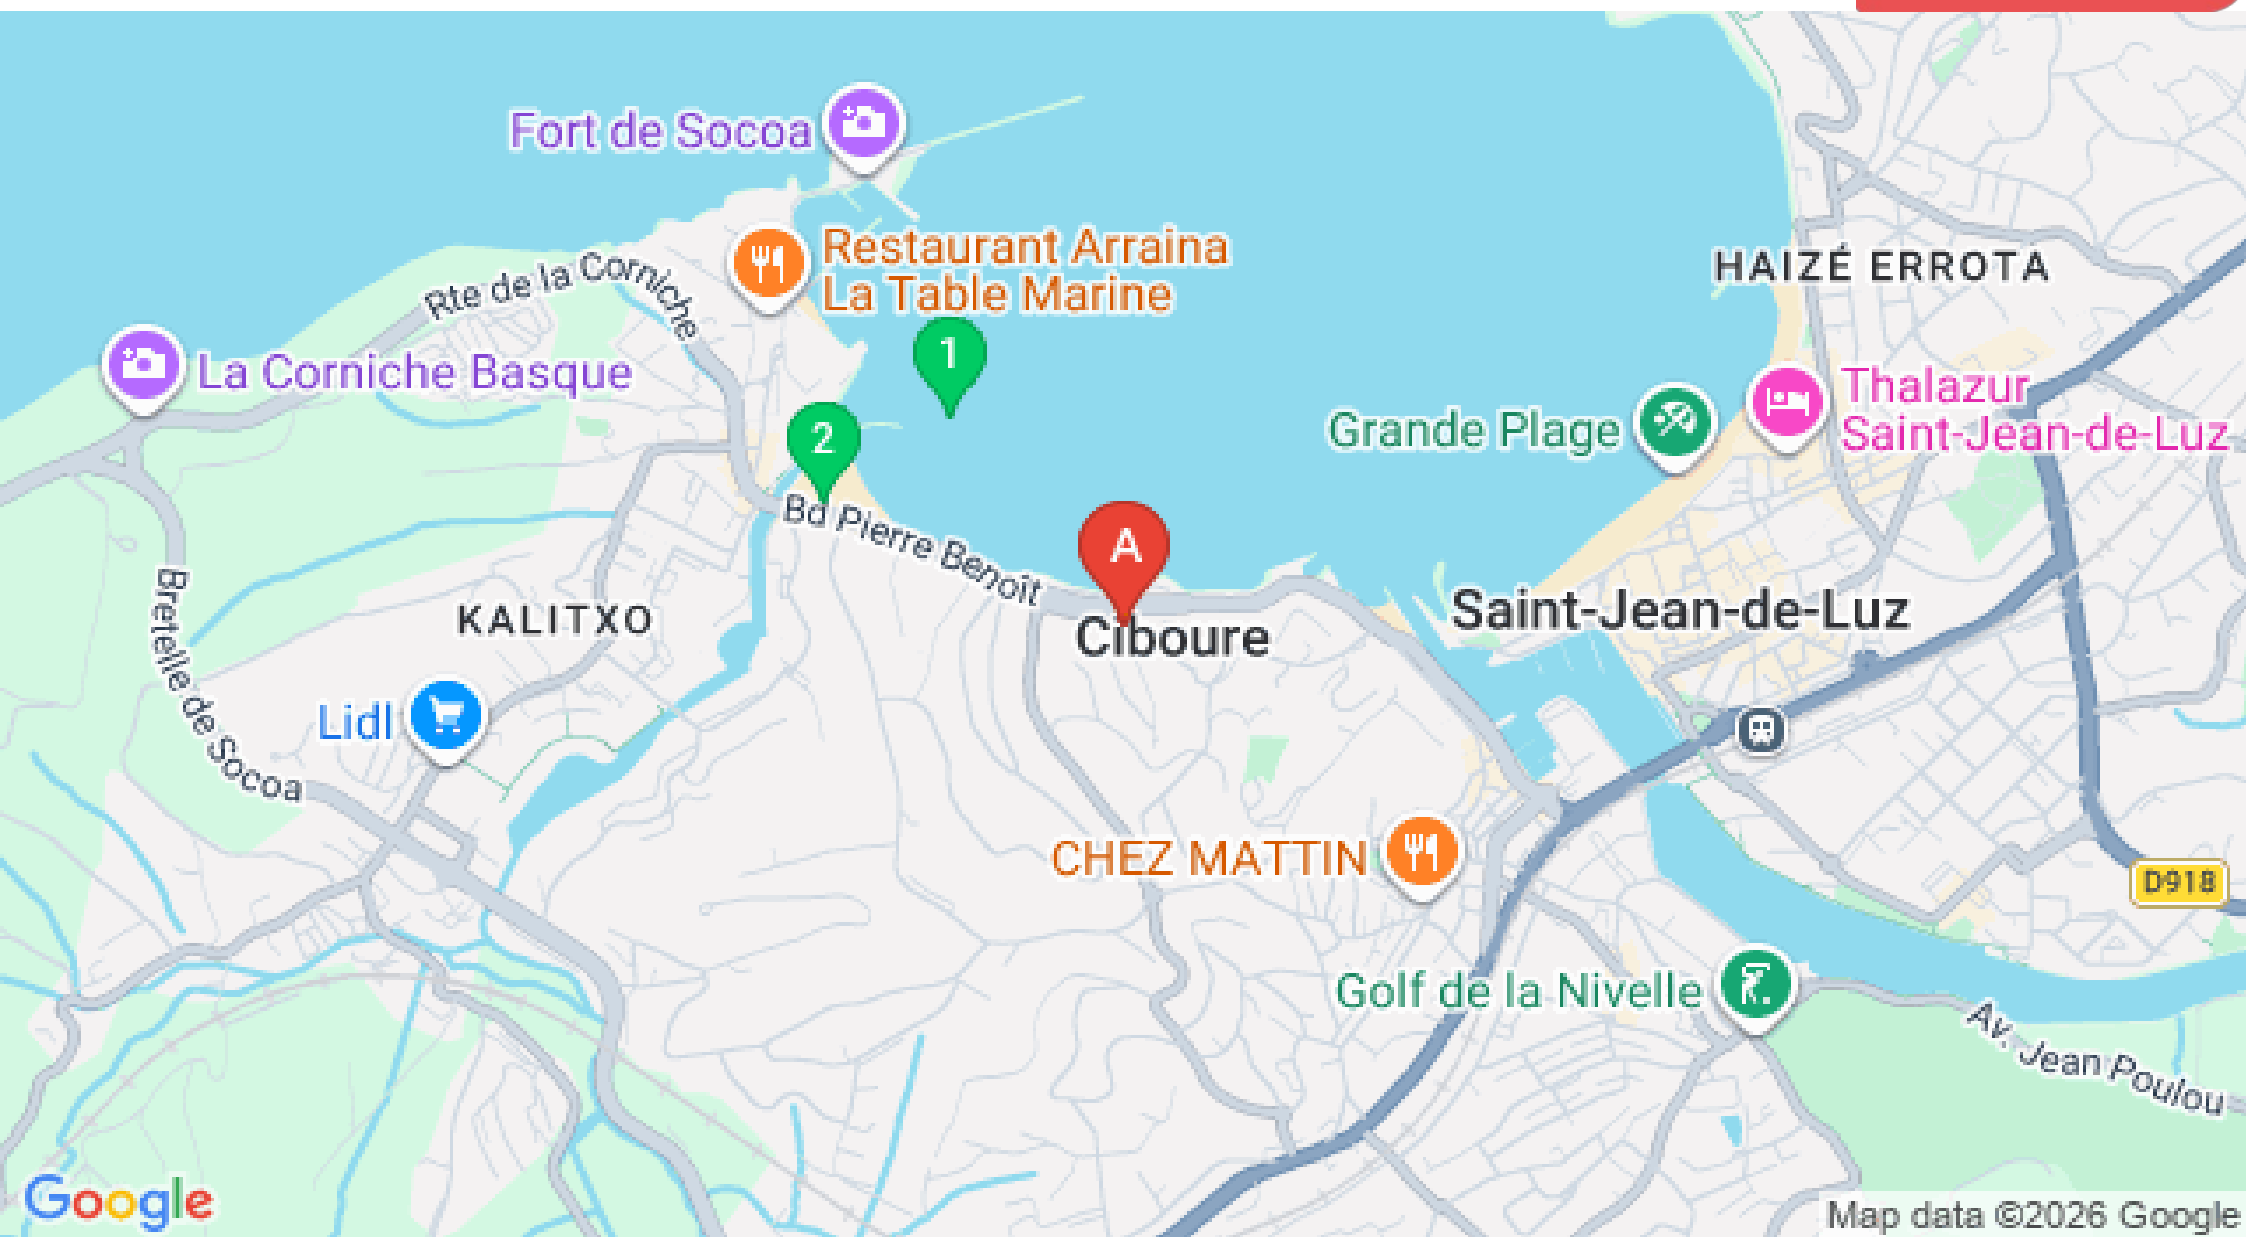 Fort de Socoa
Restaurant Arraina
La Table Marine
HAIZÉ ERROTA
Rte de la Corniche
1
La Corniche Basque
Thalazur
Saint-Jean-de-Luz
Grande Plage
2
Bd Pierre Benoît
A
Saint-Jean-de-Luz
KALITXO
Ciboure
Bretelle de Socoa
Lidl
CHEZ MATTIN
D918
Golf de la Nivelle
Av. Jean Poulou
Google
Map data ©2026 Google